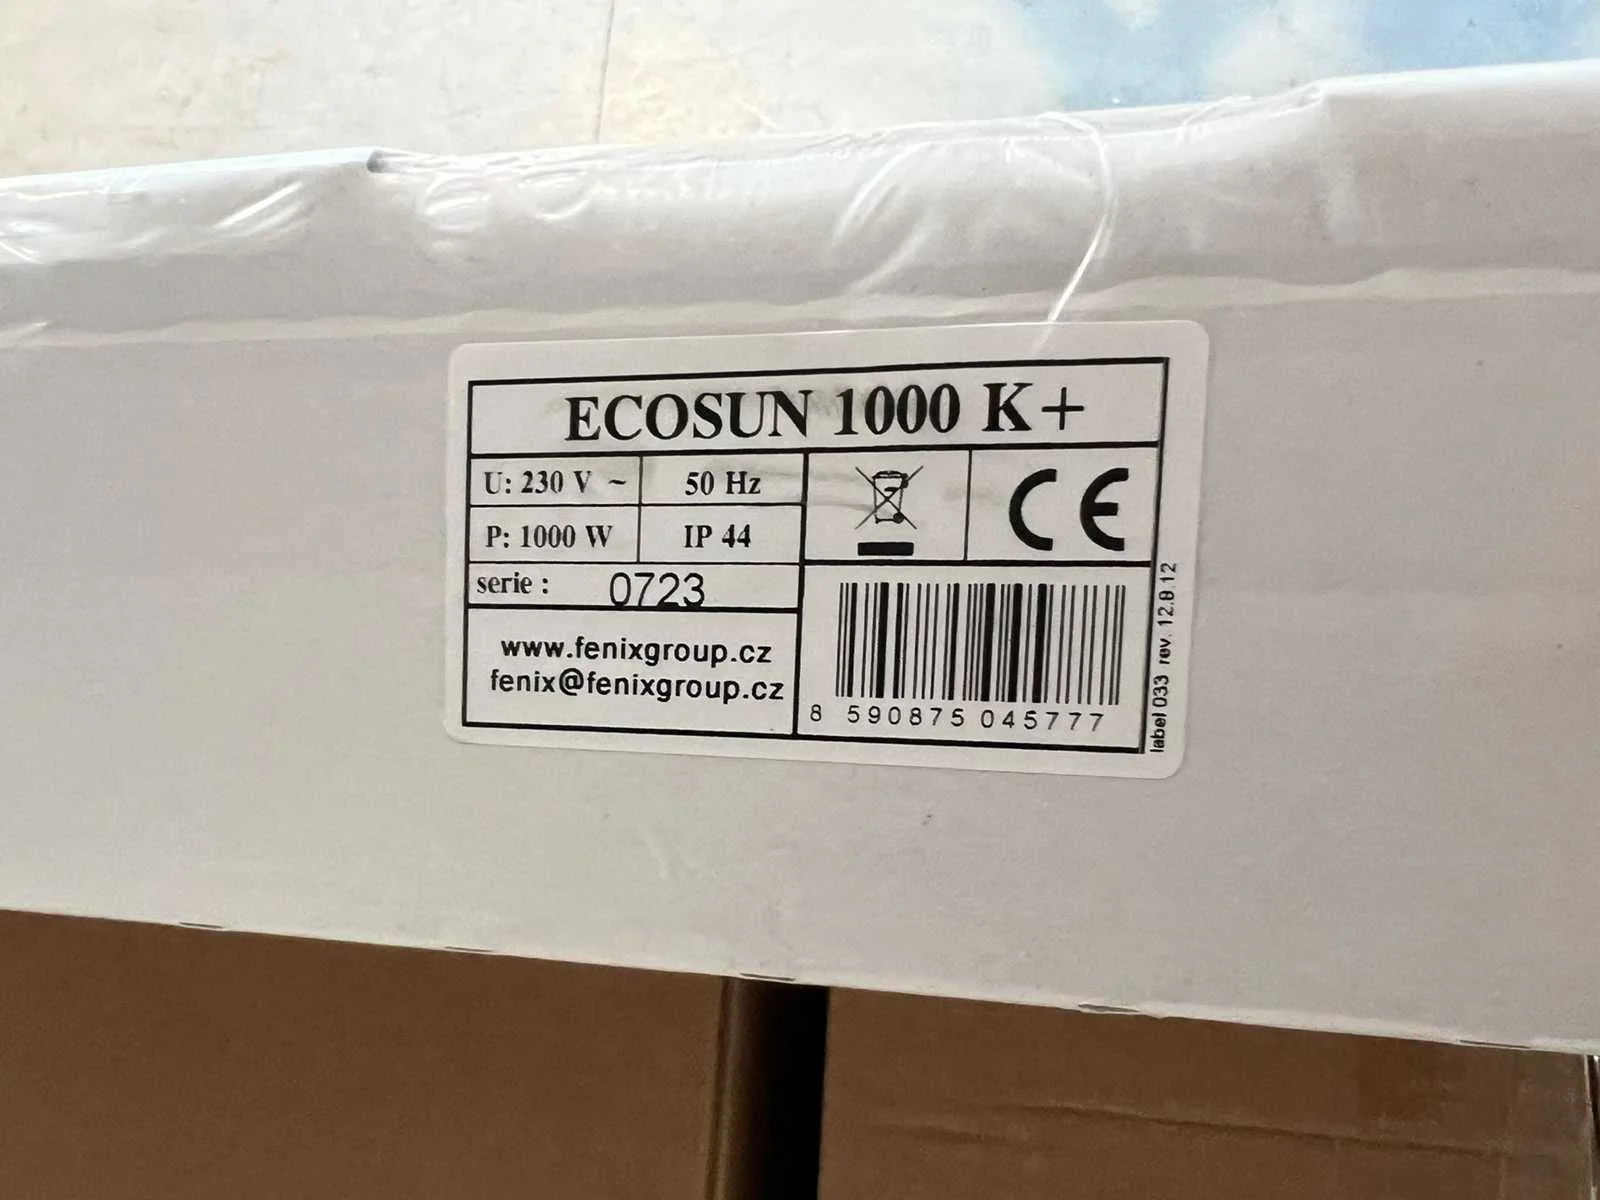 ECOSUN 1000 K+
U: 230 V ~ 50 Hz
P: 1000 W IP 44
CE
serie : 0723
www.fenixgroup.cz
fenix@fenixgroup.cz
8 590875 045777
label 033 rev. 12.8.12